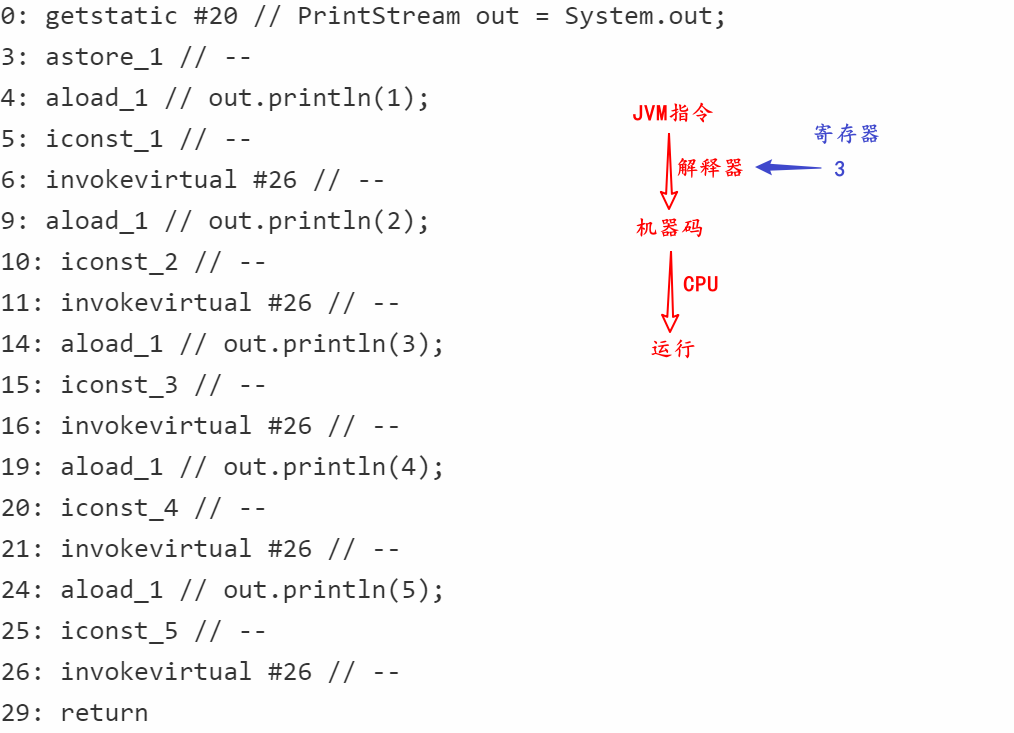 0: getstatic #20 // PrintStream out = System.out;
3: astore_1 // --
4: aload_1 // out.println(1);
5: iconst_1 // --
6: invokevirtual #26 // --
9: aload_1 // out.println(2);
10: iconst_2 // --
11: invokevirtual #26 // --
14: aload_1 // out.println(3);
15: iconst_3 // --
16: invokevirtual #26 // --
19: aload_1 // out.println(4);
20: iconst_4 // --
21: invokevirtual #26 // --
24: aload_1 // out.println(5);
25: iconst_5 // --
26: invokevirtual #26 // --
29: return
JVM指令
解释器
机器码
CPU
运行
寄存器
3